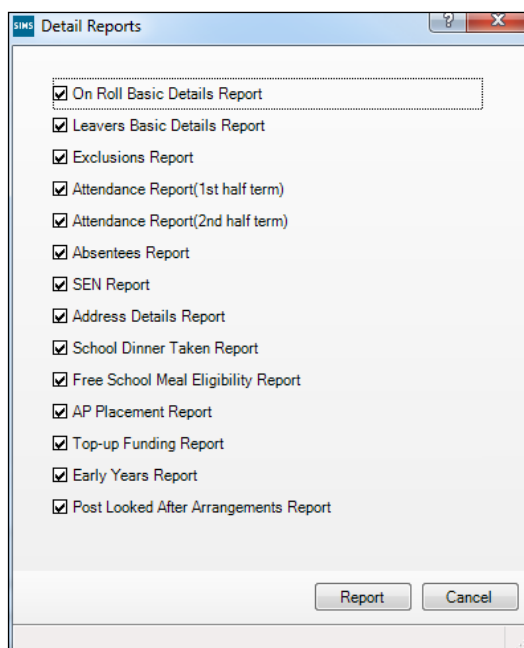 SIMS Detail Reports ?
On Roll Basic Details Report
Leavers Basic Details Report
Exclusions Report
Attendance Report(1st half term)
Attendance Report(2nd half term)
Absentees Report
SEN Report
Address Details Report
School Dinner Taken Report
Free School Meal Eligibility Report
AP Placement Report
Top-up Funding Report
Early Years Report
Post Looked After Arrangements Report
Report Cancel